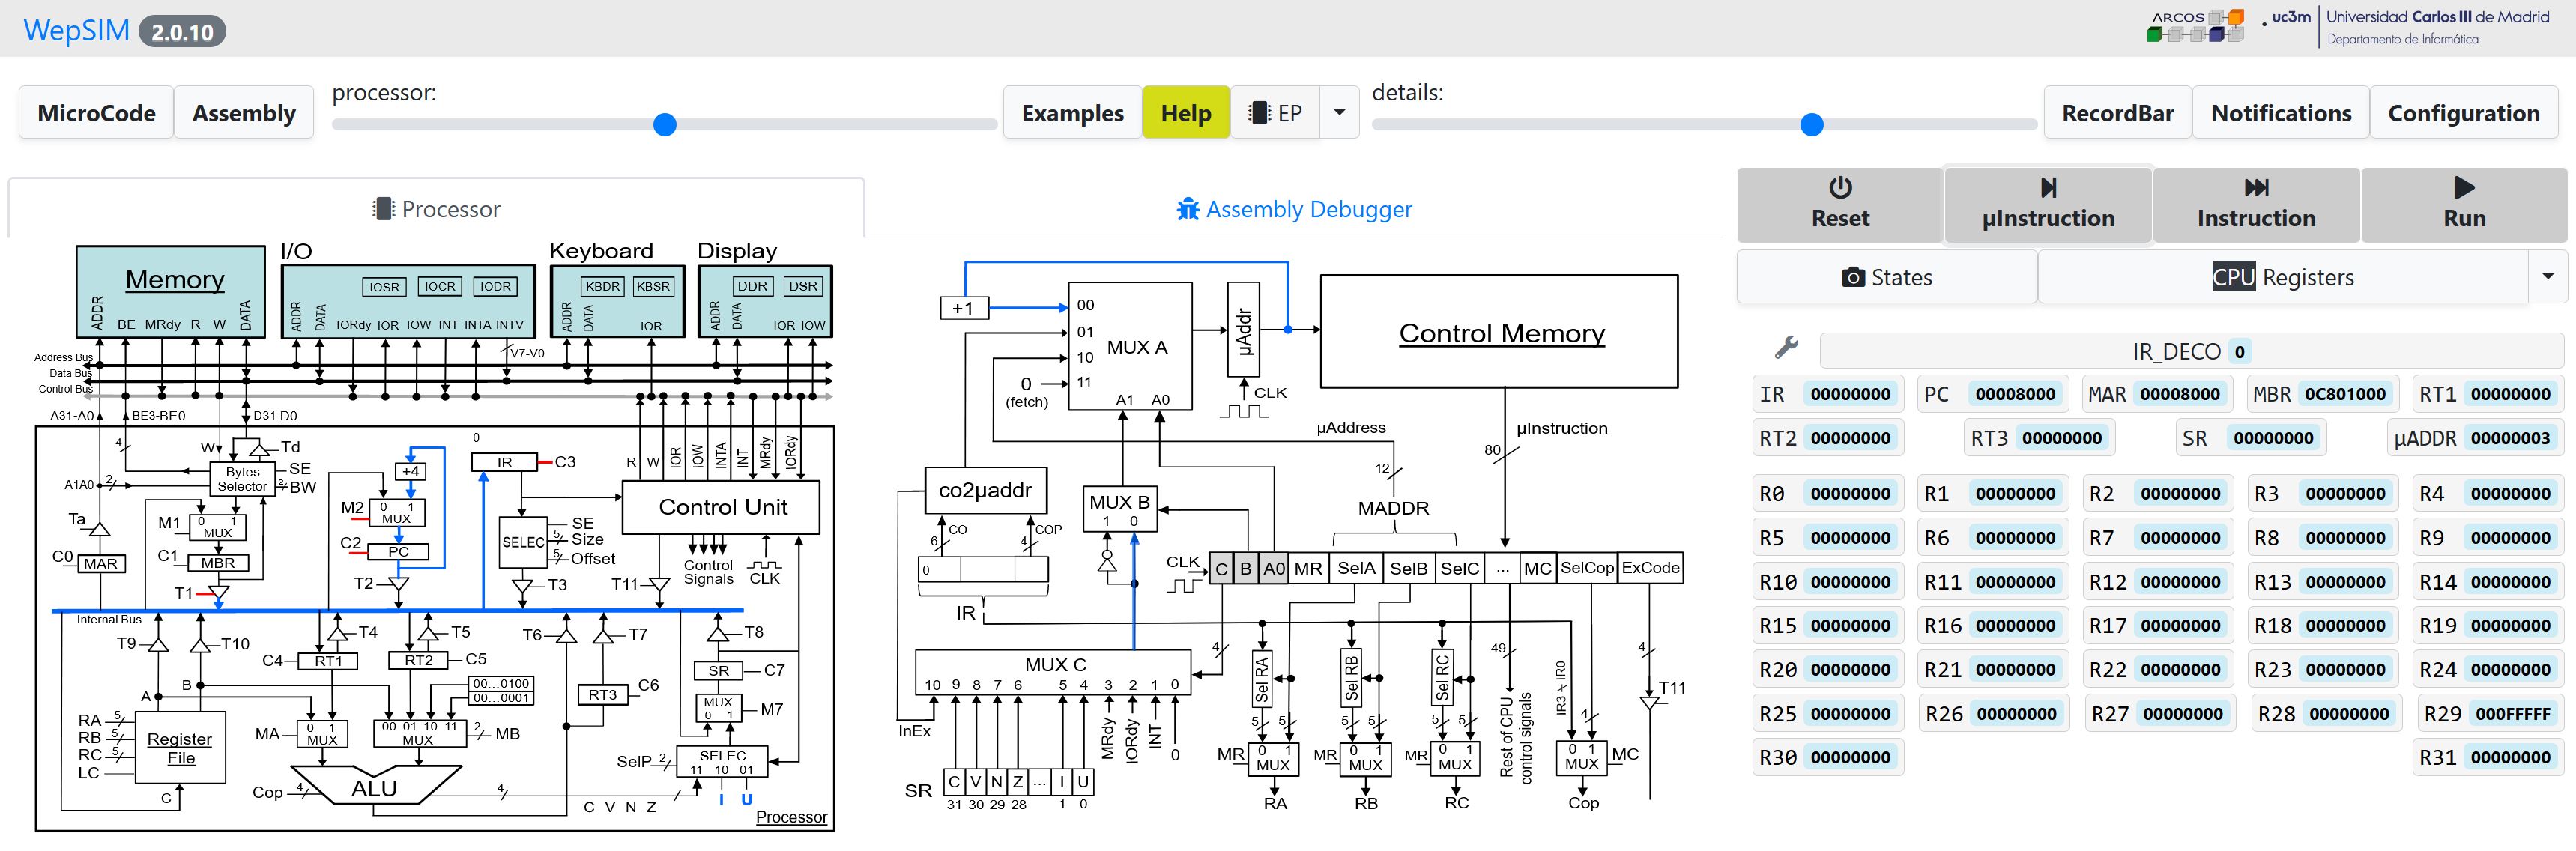 WepSIM 2.0.10
ARCOS
uc3m
Universidad Carlos III de Madrid
Departamento de Informática
MicroCode
Assembly
processor:
Examples
Help
EP
details:
RecordBar
Notifications
Configuration
Processor
Assembly Debugger
Reset
µInstruction
Instruction
Run
States
CPU Registers
Memory
ADDR
BE MRdy R W
DATA
I/O
IOSR IOCR IODR
ADDR
DATA
IORdy IOR IOW INT INTA INTV
V7-V0
Keyboard
KBDR KBSR
ADDR
DATA
IOR
Display
DDR DSR
ADDR
DATA
IOR IOW
Address Bus
Data Bus
Control Bus
A31-A0
BE3-BE0
D31-D0
4
W
Td
Bytes
Selector
SE
BW
2
A1A0
2
Ta
C0
MAR
M1
0 1
MUX
C1
MBR
T1
+4
M2
0 1
MUX
C2
PC
T2
0
IR
C3
SELEC
SE
5
Size
5
Offset
T3
R
W
IOR
IOW
INTA
INT
MRdy
IORdy
Control Unit
Control
Signals
CLK
T11
Internal Bus
T9
T10
T4
T5
T6
T7
T8
C4
RT1
RT2
C5
RT3
C6
SR
C7
MUX
0 1
M7
00...0100
00...0001
A
B
RA
5
RB
5
RC
5
LC
Register
File
C
MA
0 1
MUX
00 01 10 11
MUX
2
MB
Cop
4
ALU
4
C V N Z
SelP
2
SELEC
11 10 01
I U
Processor
+1
00
01
10
11
MUX A
A1 A0
0
(fetch)
µAddr
CLK
Control Memory
µAddress
12
80
µInstruction
co2µaddr
CO
6
COP
4
MUX B
1 0
MADDR
CLK
C B A0 MR SelA SelB SelC ... MC SelCop ExCode
0
IR
MUX C
10 9 8 7 6 5 4 3 2 1 0
4
InEx
MRdy
IORdy
INT
0
SR
C V N Z ... I U
31 30 29 28 1 0
Sel RA
5
5
MR
0 1
MUX
RA
Sel RB
5
5
MR
0 1
MUX
RB
Sel RC
5
5
MR
0 1
MUX
RC
49
Rest of CPU
control signals
IR3
IR0
4
0 1
MUX
MC
Cop
4
T11
IR_DECO 0
IR 00000000 PC 00008000 MAR 00008000 MBR 0C801000 RT1 00000000
RT2 00000000 RT3 00000000 SR 00000000 µADDR 00000003
R0 00000000 R1 00000000 R2 00000000 R3 00000000 R4 00000000
R5 00000000 R6 00000000 R7 00000000 R8 00000000 R9 00000000
R10 00000000 R11 00000000 R12 00000000 R13 00000000 R14 00000000
R15 00000000 R16 00000000 R17 00000000 R18 00000000 R19 00000000
R20 00000000 R21 00000000 R22 00000000 R23 00000000 R24 00000000
R25 00000000 R26 00000000 R27 00000000 R28 00000000 R29 000FFFFF
R30 00000000 R31 00000000